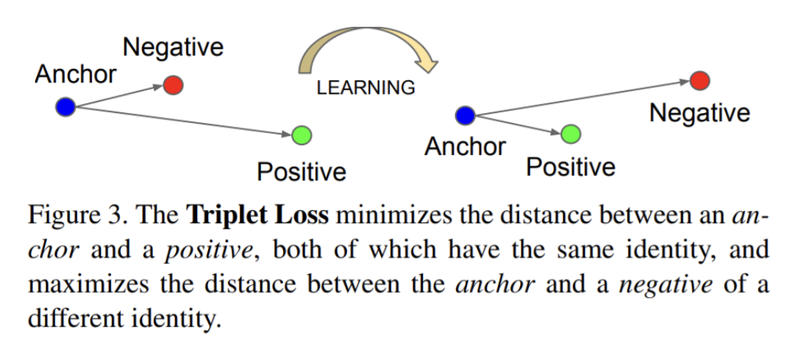 Negative
Anchor
LEARNING
Positive
Negative
Anchor
Positive
Figure 3. The Triplet Loss minimizes the distance between an an-
chor and a positive, both of which have the same identity, and
maximizes the distance between the anchor and a negative of a
different identity.